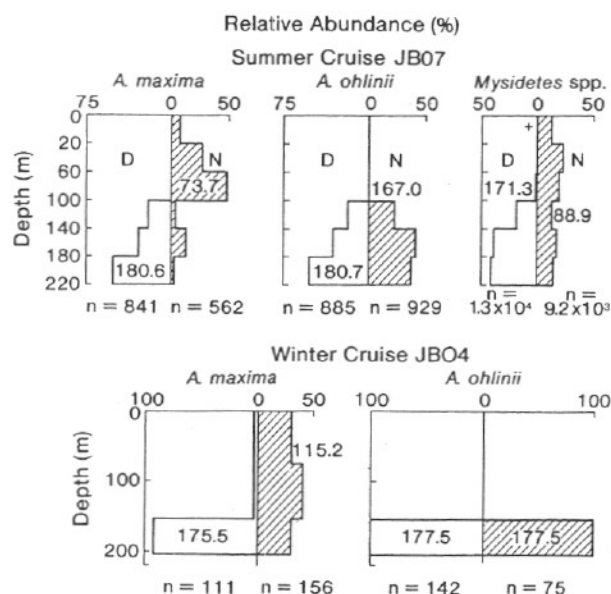 Relative Abundance (%)
Summer Cruise JB07
A. maxima A. ohlinii Mysidetes spp.
75 0 50 75 0 50 50 0 50
0
20
60
100
140
180
220
Depth (m)
D N
73.7
180.6
D N
167.0
180.7
+
D N
171.3
88.9
n = 841 n = 562 n = 885 n = 929 n = 1.3x10⁴ n = 9.2x10³
Winter Cruise JBO4
A. maxima A. ohlinii
100 0 50 100 0 100
0
100
200
Depth (m)
115.2
175.5
177.5 177.5
n = 111 n = 156 n = 142 n = 75